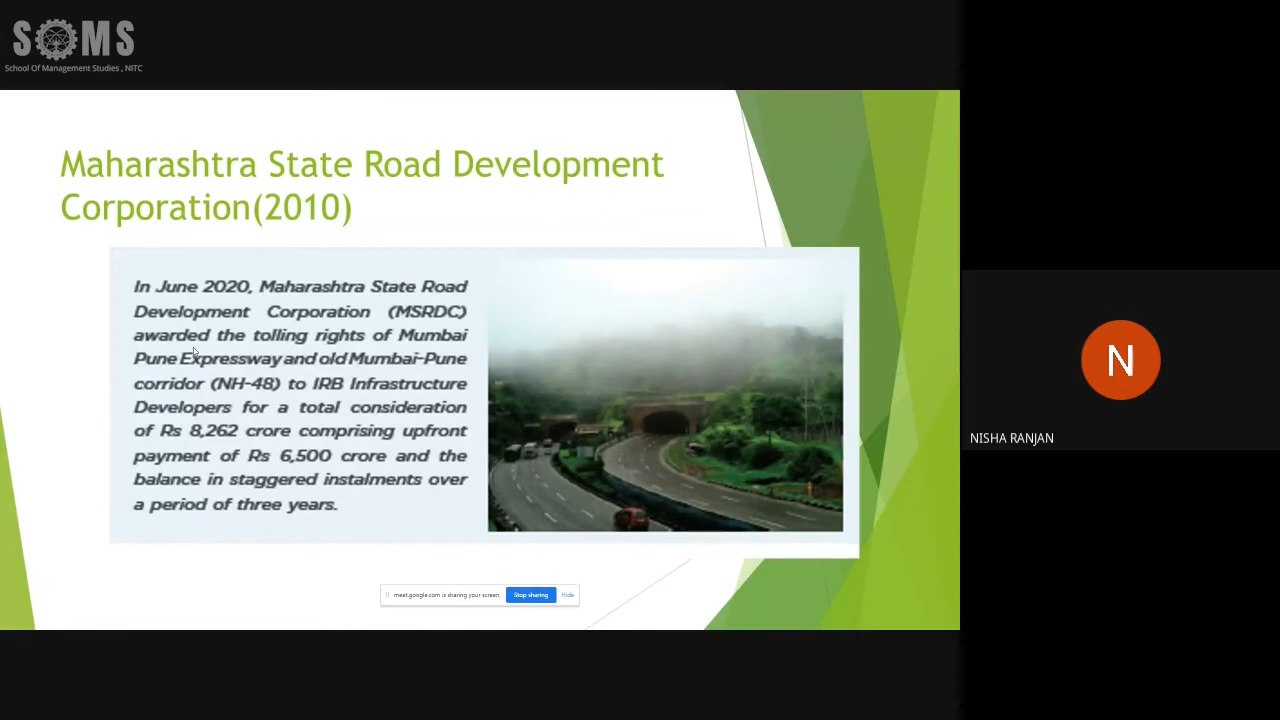 SOMS
School Of Management Studies , NITC
Maharashtra State Road Development
Corporation(2010)
In June 2020, Maharashtra State Road
Development Corporation (MSRDC)
awarded the tolling rights of Mumbai
Pune Expressway and old Mumbai-Pune
corridor (NH-48) to IRB Infrastructure
Developers for a total consideration
of Rs 8,262 crore comprising upfront
payment of Rs 6,500 crore and the
balance in staggered instalments over
a period of three years.
meet.google.com is sharing your screen.
Stop sharing
Hide
N
NISHA RANJAN